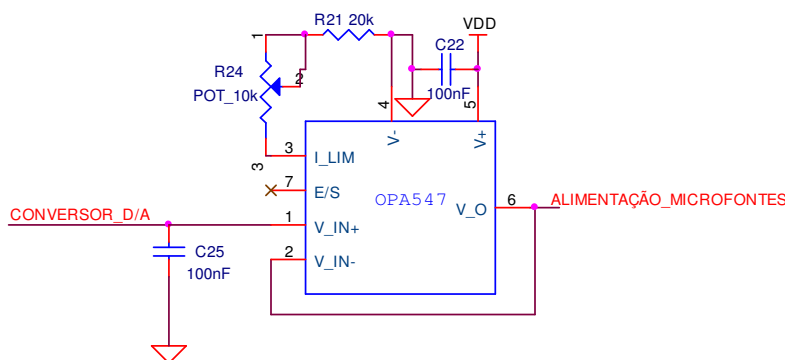 R21 20k
VDD
1
C22
R24
2
POT_10k
100nF
4
5
3
3
I_LIM
V-
V+
7
E/S
OPA547
CONVERSOR_D/A
1
V_IN+
V_O
6
ALIMENTAÇÃO_MICROFONTES
C25
100nF
2
V_IN-